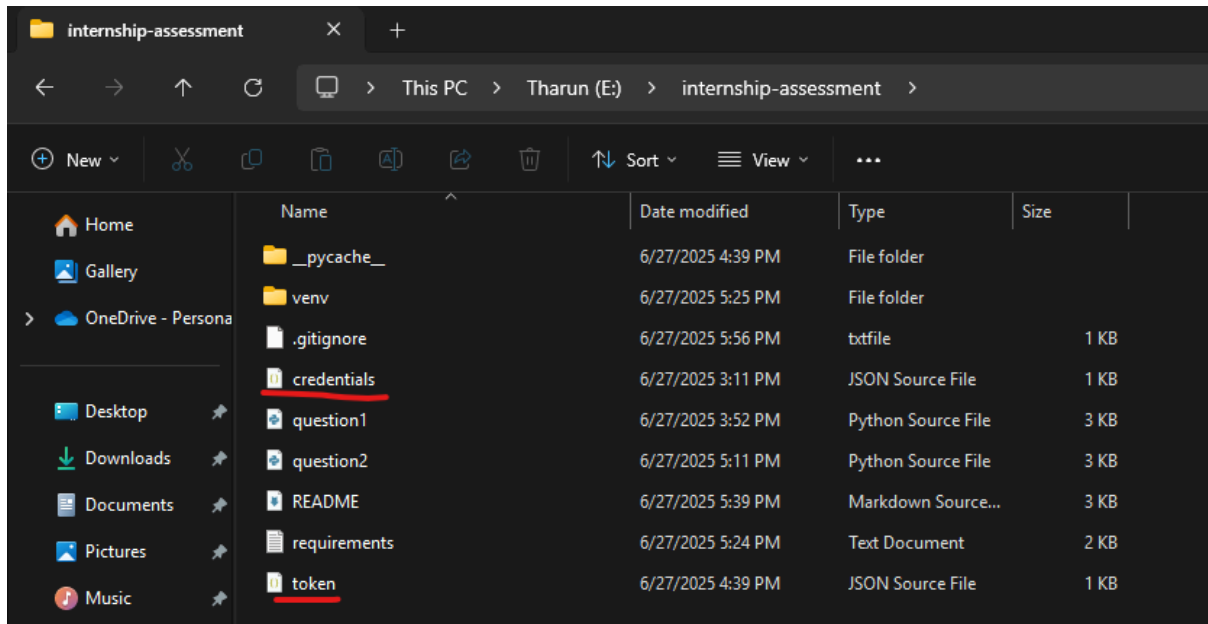 internship-assessment
This PC > Tharun (E:) > internship-assessment >
New Sort View
Name Date modified Type Size
Home
Gallery
OneDrive - Persona
Desktop
Downloads
Documents
Pictures
Music
__pycache__ 6/27/2025 4:39 PM File folder
venv 6/27/2025 5:25 PM File folder
.gitignore 6/27/2025 5:56 PM txtfile 1 KB
credentials 6/27/2025 3:11 PM JSON Source File 1 KB
question1 6/27/2025 3:52 PM Python Source File 3 KB
question2 6/27/2025 5:11 PM Python Source File 3 KB
README 6/27/2025 5:39 PM Markdown Source... 3 KB
requirements 6/27/2025 5:24 PM Text Document 2 KB
token 6/27/2025 4:39 PM JSON Source File 1 KB